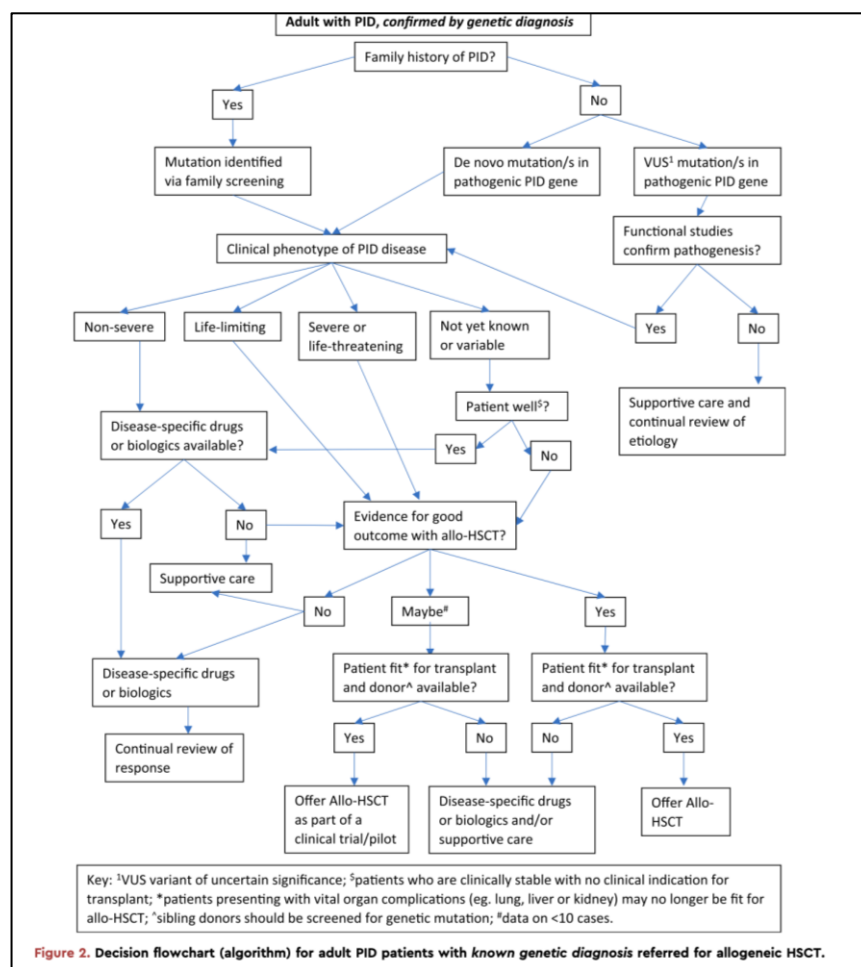 Adult with PID, confirmed by genetic diagnosis
Family history of PID?
Yes
No
Mutation identified
via family screening
De novo mutation/s in
pathogenic PID gene
VUS¹ mutation/s in
pathogenic PID gene
Functional studies
confirm pathogenesis?
Clinical phenotype of PID disease
Non-severe
Life-limiting
Severe or
life-threatening
Not yet known
or variable
Yes
No
Patient well$?
Supportive care and
continual review of
etiology
Disease-specific drugs
or biologics available?
Yes
No
Yes
No
Evidence for good
outcome with allo-HSCT?
Supportive care
No
Maybe#
Yes
Disease-specific drugs
or biologics
Patient fit* for transplant
and donor^ available?
Patient fit* for transplant
and donor^ available?
Continual review of
response
Yes
No
No
Yes
Offer Allo-HSCT
as part of a
clinical trial/pilot
Disease-specific drugs
or biologics and/or
supportive care
Offer Allo-
HSCT
Key: ¹VUS variant of uncertain significance; $patients who are clinically stable with no clinical indication for
transplant; *patients presenting with vital organ complications (eg. lung, liver or kidney) may no longer be fit for
allo-HSCT; ^sibling donors should be screened for genetic mutation; #data on <10 cases.
Figure 2. Decision flowchart (algorithm) for adult PID patients with known genetic diagnosis referred for allogeneic HSCT.